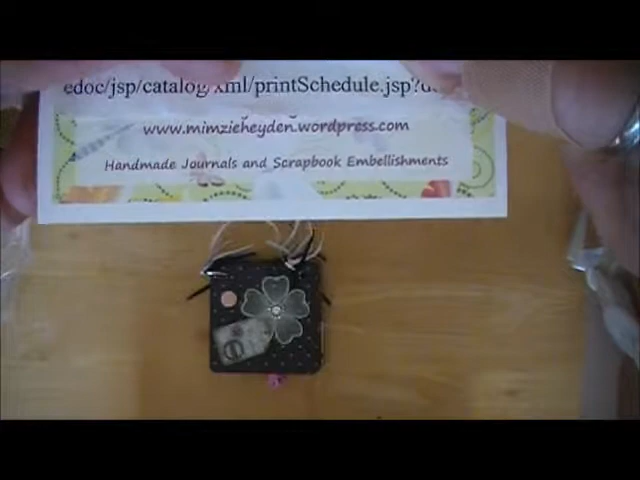 edoc/jsp/catalog/xml/printSchedule.jsp?
www.mimzieheyden.wordpress.com
Handmade Journals and Scrapbook Embellishments